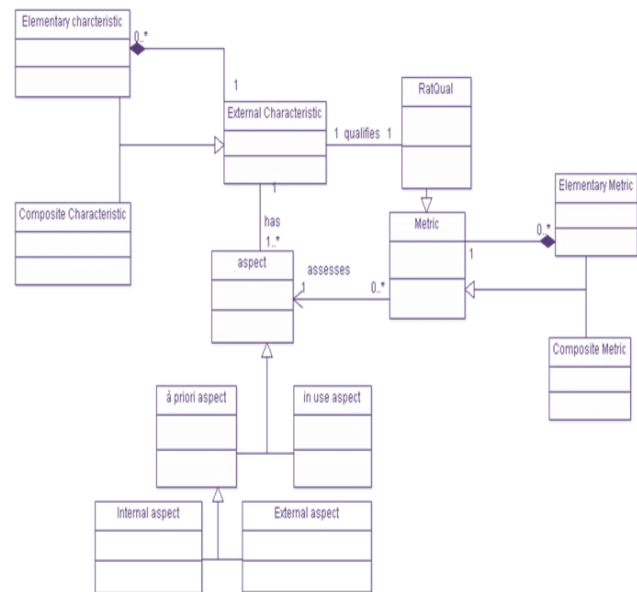 Elementary charcteristic
0..*
1
External Characteristic
RatQual
1 qualifies 1
Elementary Metric
Composite Characteristic
1
Metric
has
0..*
1
1..*
aspect
assesses
1
0..*
Composite Metric
à priori aspect
in use aspect
Internal aspect
External aspect